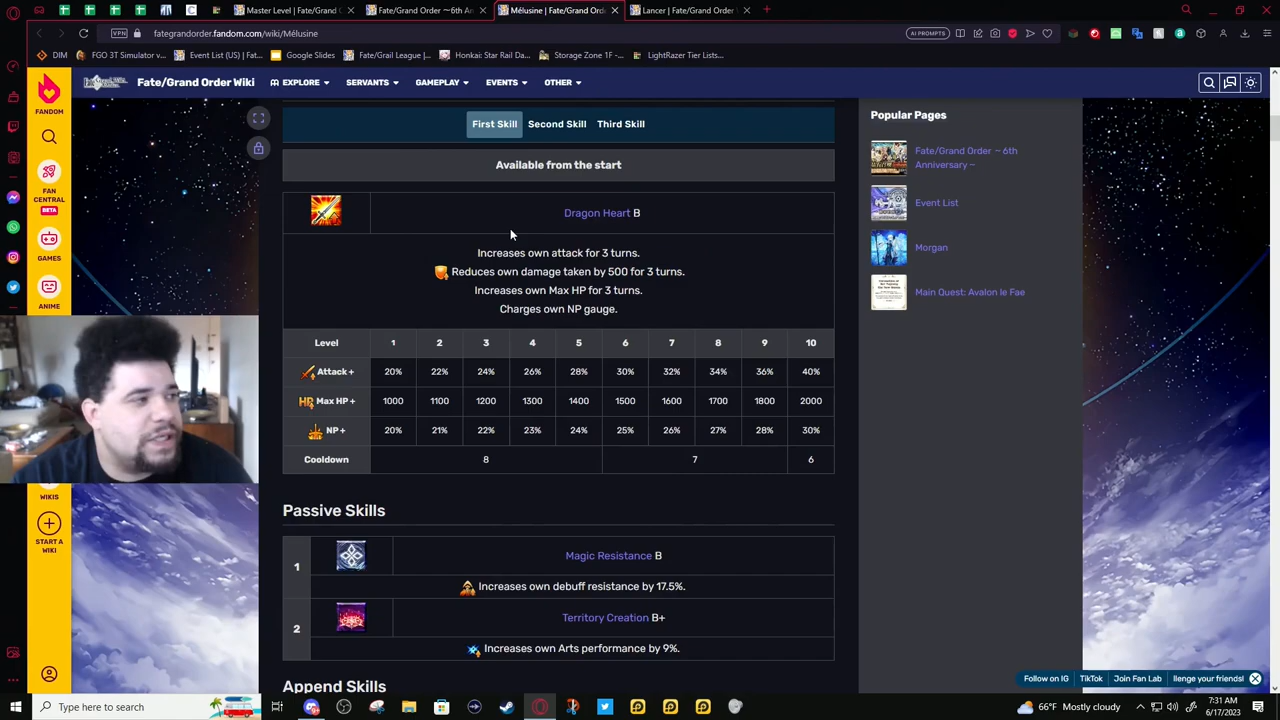 Master Level | Fate/Grand O
Fate/Grand Order ～6th A
Mélusine | Fate/Grand Ord
Lancer | Fate/Grand Order
VPN
fategrandorder.fandom.com/wiki/Mélusine
AI PROMPTS
DIM
FGO 3T Simulator v...
Event List (US) | Fat...
Google Slides
Fate/Grail League |...
Honkai: Star Rail Da...
Storage Zone 1F -...
LightRazer Tier Lists...
Fate/Grand Order Wiki
EXPLORE
SERVANTS
GAMEPLAY
EVENTS
OTHER
FANDOM
FAN
CENTRAL
BETA
GAMES
ANIME
WIKIS
START A
WIKI
First Skill
Second Skill
Third Skill
Available from the start
Dragon Heart B
Increases own attack for 3 turns.
Reduces own damage taken by 500 for 3 turns.
Increases own Max HP for 3 turns.
Charges own NP gauge.
Level 1 2 3 4 5 6 7 8 9 10
Attack + 20% 22% 24% 26% 28% 30% 32% 34% 36% 40%
Max HP + 1000 1100 1200 1300 1400 1500 1600 1700 1800 2000
NP + 20% 21% 22% 23% 24% 25% 26% 27% 28% 30%
Cooldown 8 7 6
Passive Skills
1 Magic Resistance B
Increases own debuff resistance by 17.5%.
2 Territory Creation B+
Increases own Arts performance by 9%.
Append Skills
Popular Pages
Fate/Grand Order ～6th
Anniversary～
Event List
Morgan
Main Quest: Avalon le Fae
Follow on IG
TikTok
Join Fan Lab
llenge your friends!
Type here to search
66°F Mostly cloudy
7:31 AM
6/17/2023